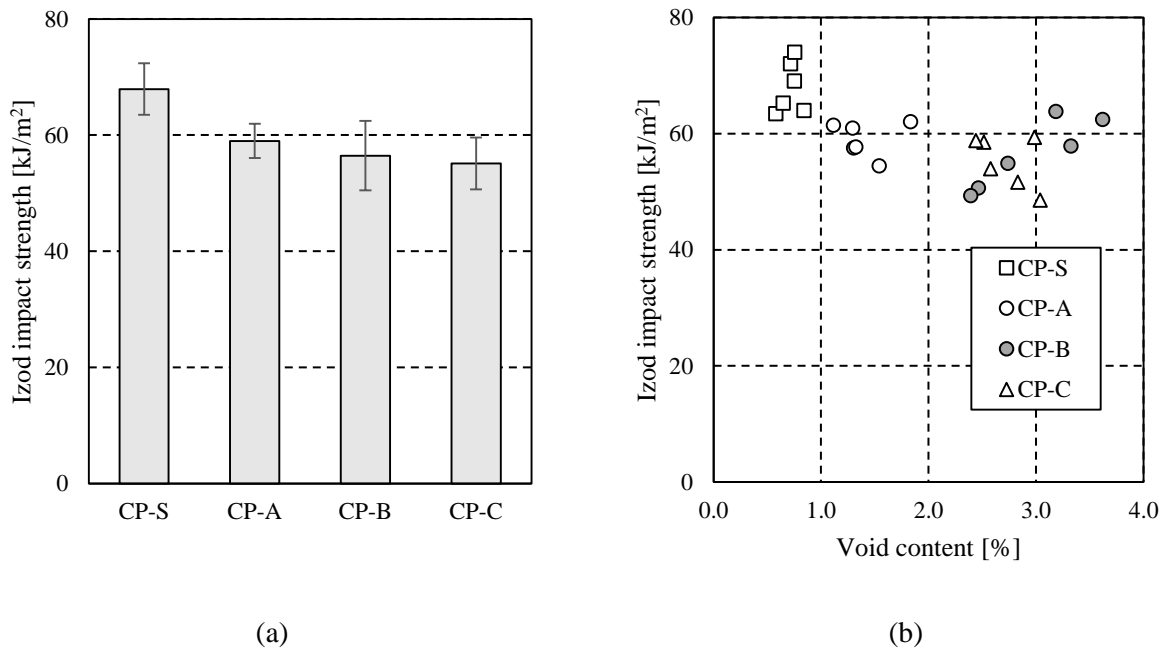 80
60
40
20
0
Izod impact strength [kJ/m²]
CP-S CP-A CP-B CP-C
(a)
80
60
40
20
0
Izod impact strength [kJ/m²]
CP-S
CP-A
CP-B
CP-C
0.0 1.0 2.0 3.0 4.0
Void content [%]
(b)